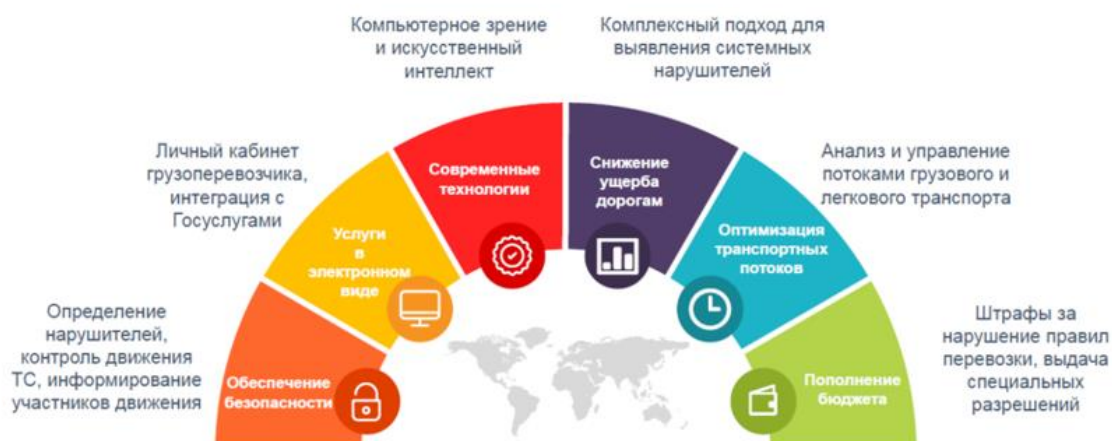 Компьютерное зрение
и искусственный
интеллект
Комплексный подход для
выявления системных
нарушителей
Личный кабинет
грузоперевозчика,
интеграция с
Госуслугами
Современные
технологии
Снижение
ущерба
дорогам
Анализ и управление
потоками грузового и
легкового транспорта
Услуги
в
электронном
виде
Оптимизация
транспортных
потоков
Определение
нарушителей,
контроль движения
ТС, информирование
участников движения
Обеспечение
безопасности
Пополнение
бюджета
Штрафы за
нарушение правил
перевозки, выдача
специальных
разрешений